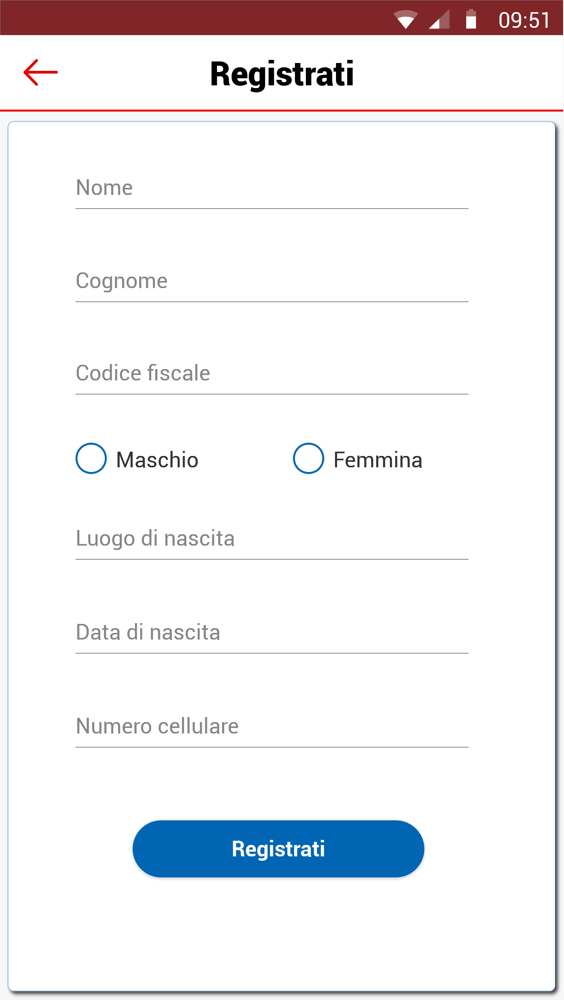 09:51
Registrati
Nome
Cognome
Codice fiscale
Maschio Femmina
Luogo di nascita
Data di nascita
Numero cellulare
Registrati